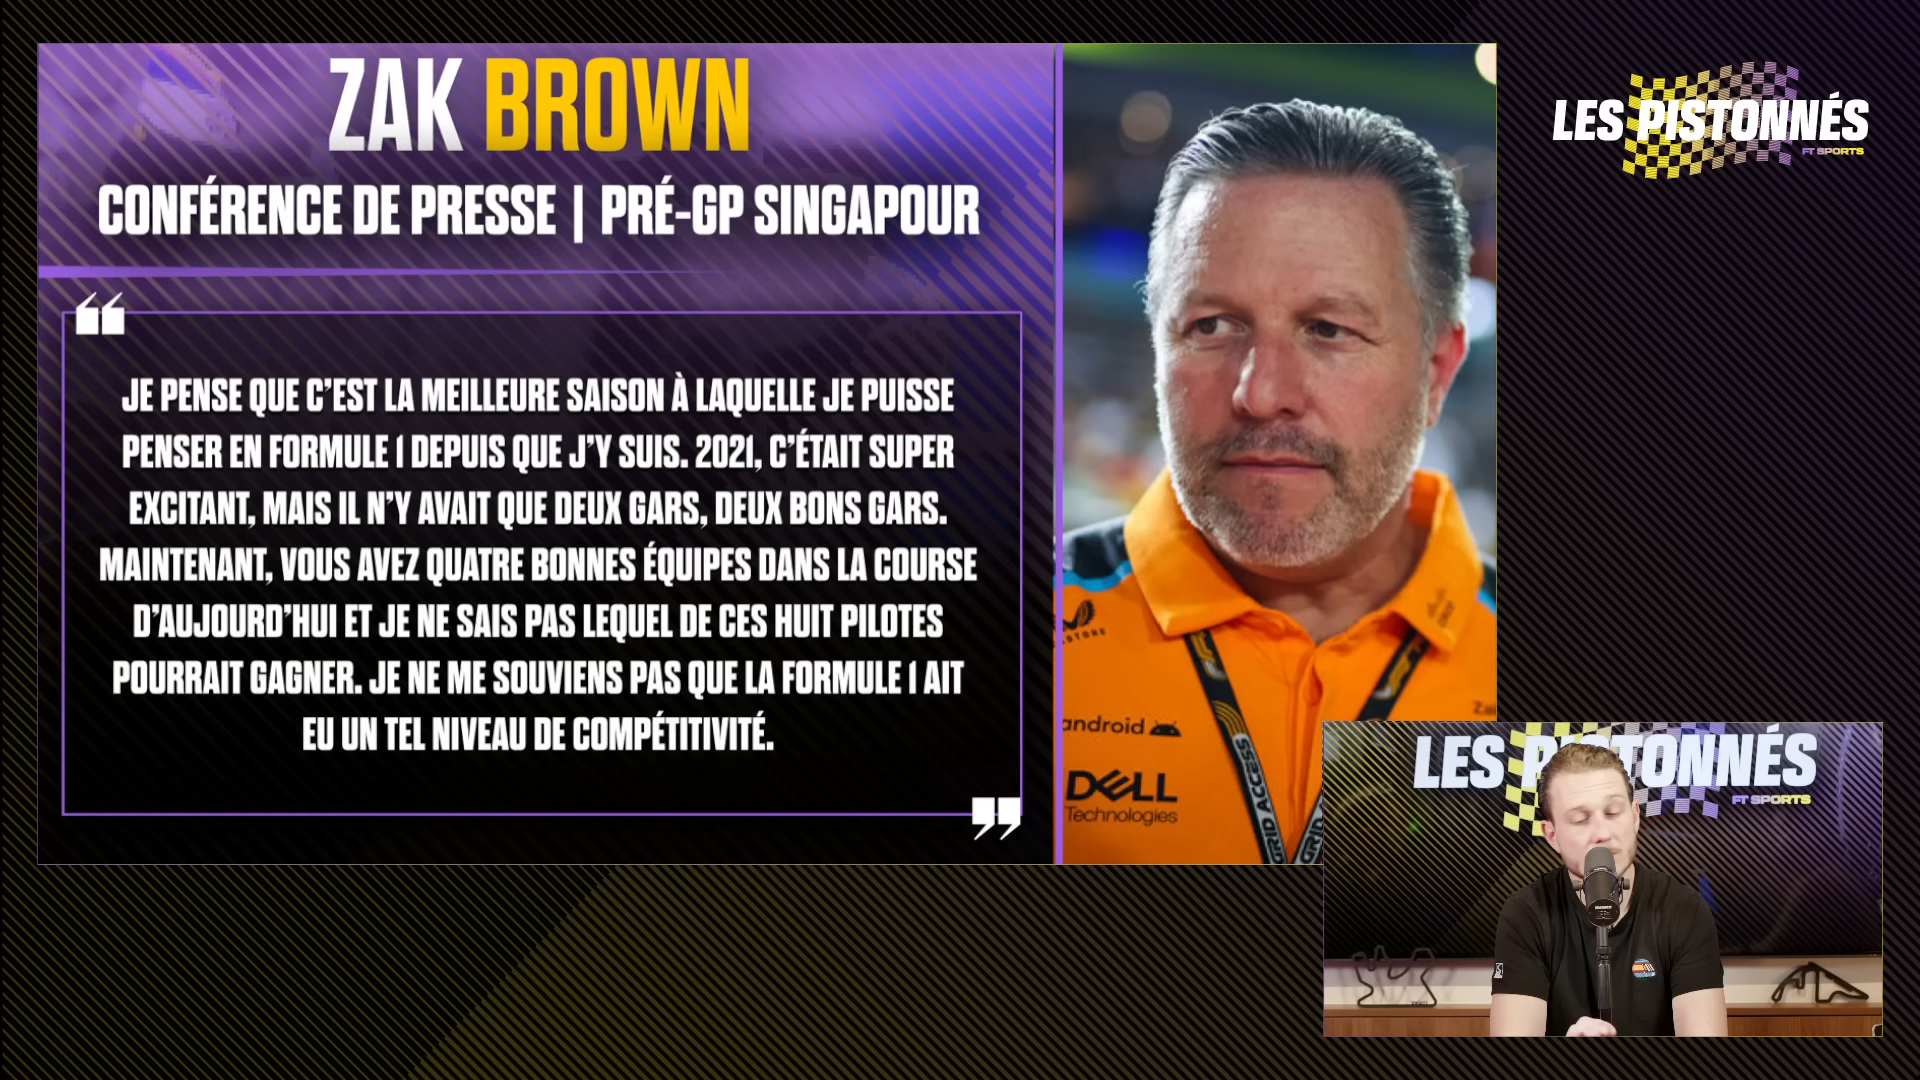 ZAK BROWN
CONFÉRENCE DE PRESSE | PRÉ-GP SINGAPOUR
“
JE PENSE QUE C’EST LA MEILLEURE SAISON À LAQUELLE JE PUISSE
PENSER EN FORMULE 1 DEPUIS QUE J’Y SUIS. 2021, C’ÉTAIT SUPER
EXCITANT, MAIS IL N’Y AVAIT QUE DEUX GARS, DEUX BONS GARS.
MAINTENANT, VOUS AVEZ QUATRE BONNES ÉQUIPES DANS LA COURSE
D’AUJOURD’HUI ET JE NE SAIS PAS LEQUEL DE CES HUIT PILOTES
POURRAIT GAGNER. JE NE ME SOUVIENS PAS QUE LA FORMULE 1 AIT
EU UN TEL NIVEAU DE COMPÉTITIVITÉ.
”
LES PISTONNÉS
FT SPORTS
android
DELL
Technologies
GRID ACCESS
GRID
LES PISTONNÉS
FT SPORTS